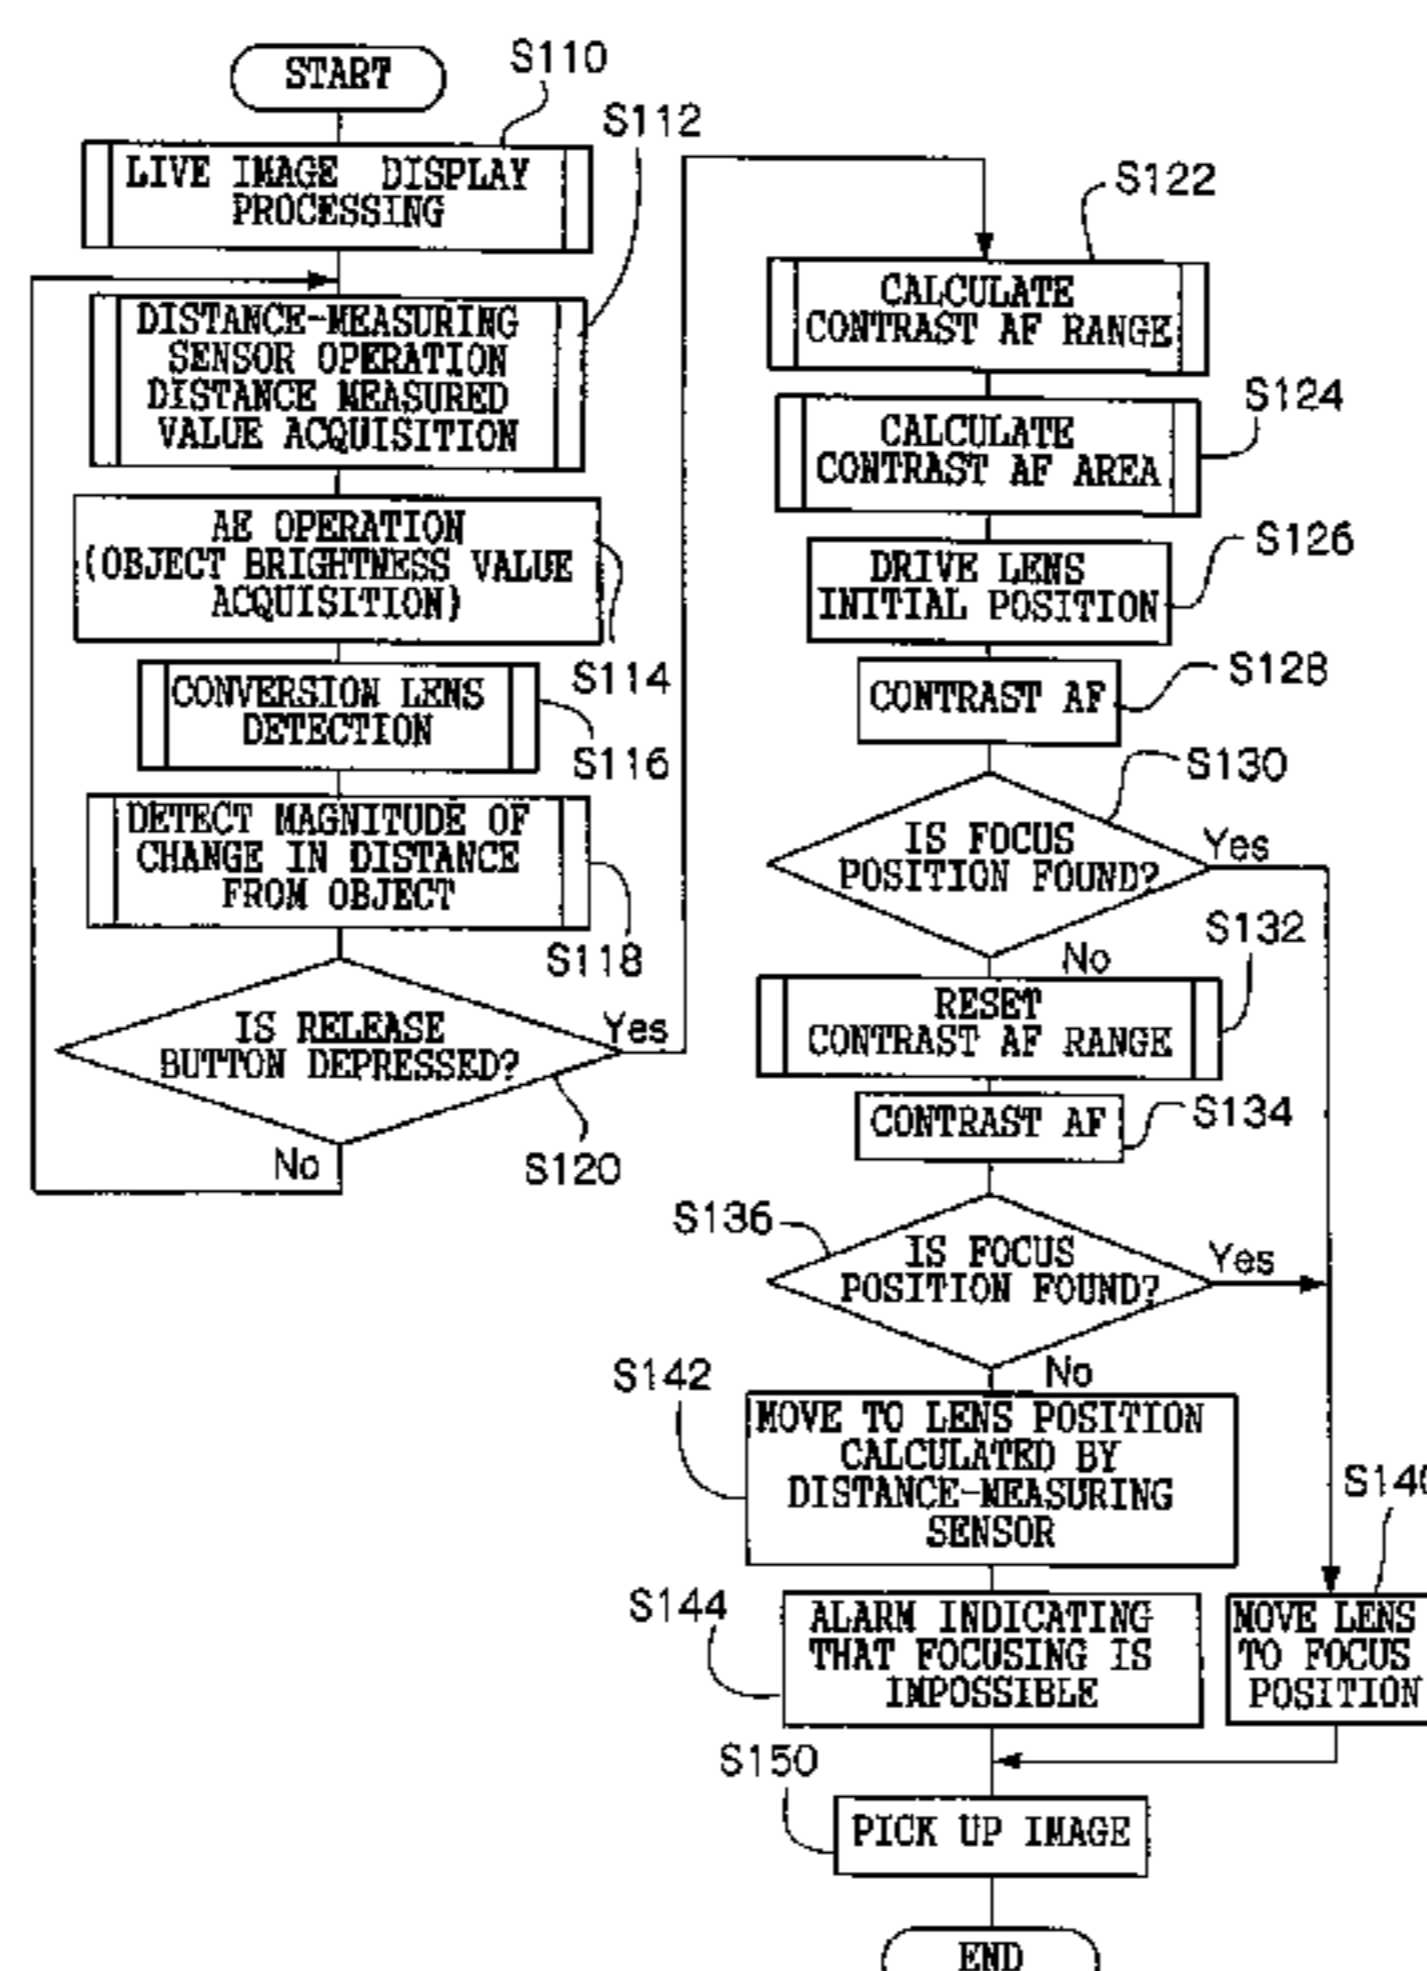 START
S110
LIVE IMAGE DISPLAY
PROCESSING
S112
DISTANCE-MEASURING
SENSOR OPERATION
DISTANCE MEASURED
VALUE ACQUISITION
AE OPERATION
(OBJECT BRIGHTNESS VALUE
ACQUISITION)
S114
CONVERSION LENS
DETECTION
S116
DETECT MAGNITUDE OF
CHANGE IN DISTANCE
FROM OBJECT
S118
IS RELEASE
BUTTON DEPRESSED?
Yes
No
S120
S122
CALCULATE
CONTRAST AF RANGE
S124
CALCULATE
CONTRAST AF AREA
S126
DRIVE LENS
INITIAL POSITION
S128
CONTRAST AF
S130
IS FOCUS
POSITION FOUND?
Yes
No
S132
RESET
CONTRAST AF RANGE
CONTRAST AF
S134
S136
IS FOCUS
POSITION FOUND?
Yes
No
S142
MOVE TO LENS POSITION
CALCULATED BY
DISTANCE-MEASURING
SENSOR
S140
S144
ALARM INDICATING
THAT FOCUSING IS
IMPOSSIBLE
MOVE LENS
TO FOCUS
POSITION
S150
PICK UP IMAGE
END